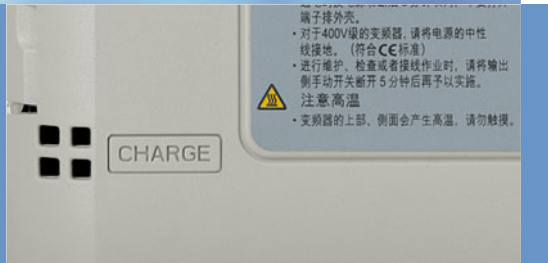 端子排外壳。
・对于400V级的变频器,请将电源的中性
线接地。(符合CE标准)
・进行维护、检查或者接线作业时,请将输出
侧手动开关断开5分钟后再予以实施。
注意高温
・变频器的上部、侧面会产生高温,请勿触摸。
CHARGE